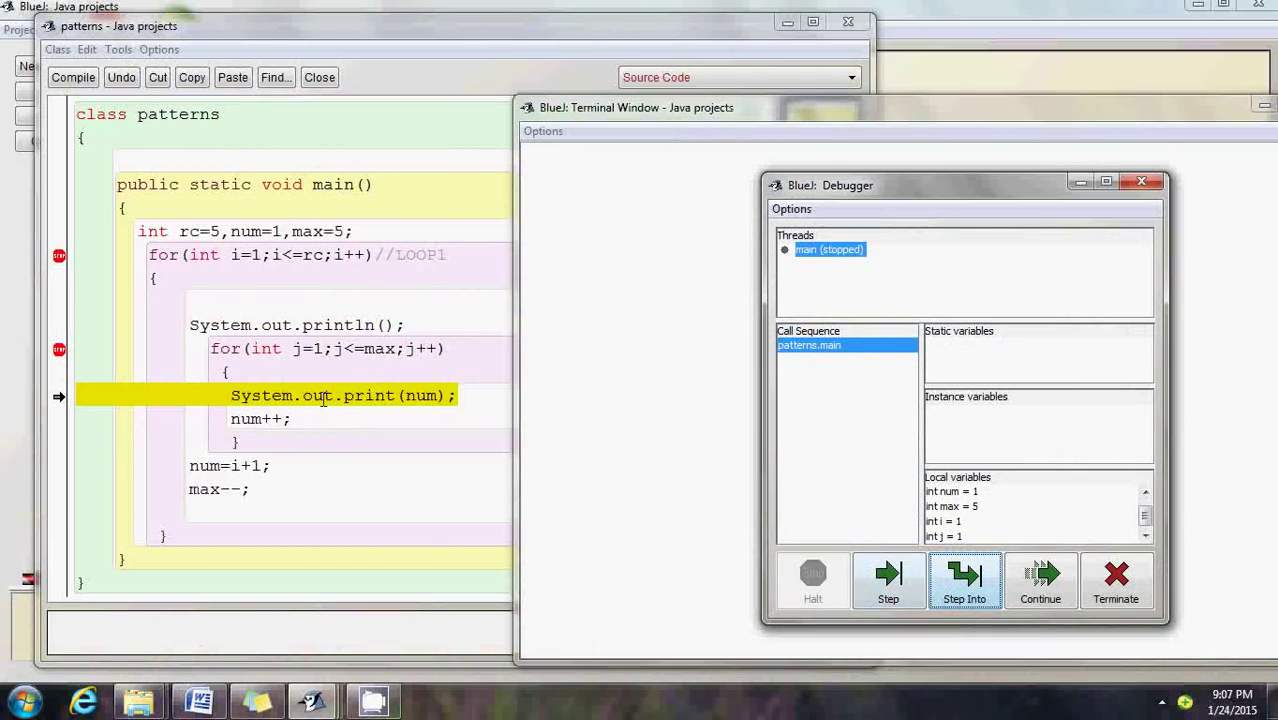 BlueJ: Java projects
patterns - Java projects
Class Edit Tools Options
Compile Undo Cut Copy Paste Find... Close Source Code
class patterns
{
public static void main()
{
int rc=5,num=1,max=5;
for(int i=1;i<=rc;i++)//LOOP1
{
System.out.println();
for(int j=1;j<=max;j++)
{
System.out.print(num);
num++;
}
num=i+1;
max--;
}
}
}
BlueJ: Terminal Window - Java projects
Options
BlueJ: Debugger
Options
Threads
main (stopped)
Call Sequence
patterns.main
Static variables
Instance variables
Local variables
int num = 1
int max = 5
int i = 1
int j = 1
Halt Step Step Into Continue Terminate
9:07 PM
1/24/2015